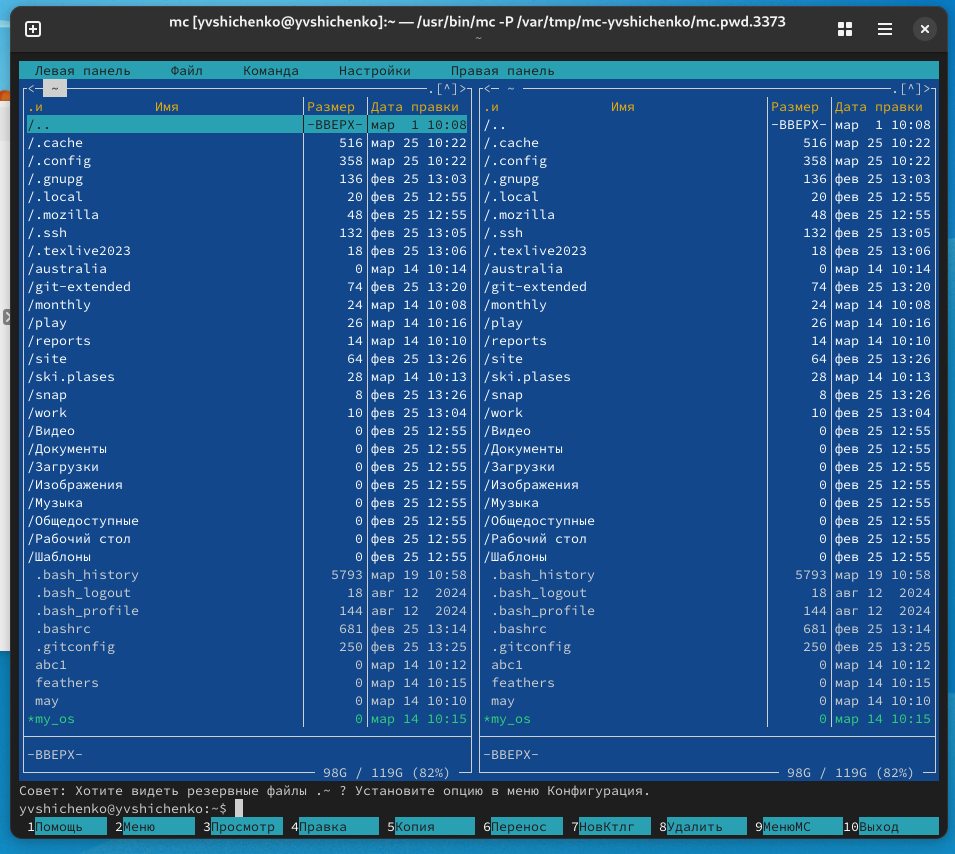 mc [yvshichenko@yvshichenko]:~ — /usr/bin/mc -P /var/tmp/mc-yvshichenko/mc.pwd.3373
~
Левая панель Файл Команда Настройки Правая панель
<─ ~ ─.[^]> <─ ~ ─.[^]>
.и Имя Размер Дата правки .и Имя Размер Дата правки
/.. -ВВЕРХ- мар 1 10:08 /.. -ВВЕРХ- мар 1 10:08
/.cache 516 мар 25 10:22 /.cache 516 мар 25 10:22
/.config 358 мар 25 10:22 /.config 358 мар 25 10:22
/.gnupg 136 фев 25 13:03 /.gnupg 136 фев 25 13:03
/.local 20 фев 25 12:55 /.local 20 фев 25 12:55
/.mozilla 48 фев 25 12:55 /.mozilla 48 фев 25 12:55
/.ssh 132 фев 25 13:05 /.ssh 132 фев 25 13:05
/.texlive2023 18 фев 25 13:06 /.texlive2023 18 фев 25 13:06
/australia 0 мар 14 10:14 /australia 0 мар 14 10:14
/git-extended 74 фев 25 13:20 /git-extended 74 фев 25 13:20
/monthly 24 мар 14 10:08 /monthly 24 мар 14 10:08
/play 26 мар 14 10:16 /play 26 мар 14 10:16
/reports 14 мар 14 10:10 /reports 14 мар 14 10:10
/site 64 фев 25 13:26 /site 64 фев 25 13:26
/ski.plases 28 мар 14 10:13 /ski.plases 28 мар 14 10:13
/snap 8 фев 25 13:26 /snap 8 фев 25 13:26
/work 10 фев 25 13:04 /work 10 фев 25 13:04
/Видео 0 фев 25 12:55 /Видео 0 фев 25 12:55
/Документы 0 фев 25 12:55 /Документы 0 фев 25 12:55
/Загрузки 0 фев 25 12:55 /Загрузки 0 фев 25 12:55
/Изображения 0 фев 25 12:55 /Изображения 0 фев 25 12:55
/Музыка 0 фев 25 12:55 /Музыка 0 фев 25 12:55
/Общедоступные 0 фев 25 12:55 /Общедоступные 0 фев 25 12:55
/Рабочий стол 0 фев 25 12:55 /Рабочий стол 0 фев 25 12:55
/Шаблоны 0 фев 25 12:55 /Шаблоны 0 фев 25 12:55
.bash_history 5793 мар 19 10:58 .bash_history 5793 мар 19 10:58
.bash_logout 18 авг 12 2024 .bash_logout 18 авг 12 2024
.bash_profile 144 авг 12 2024 .bash_profile 144 авг 12 2024
.bashrc 681 фев 25 13:14 .bashrc 681 фев 25 13:14
.gitconfig 250 фев 25 13:25 .gitconfig 250 фев 25 13:25
abc1 0 мар 14 10:12 abc1 0 мар 14 10:12
feathers 0 мар 14 10:15 feathers 0 мар 14 10:15
may 0 мар 14 10:10 may 0 мар 14 10:10
*my_os 0 мар 14 10:15 *my_os 0 мар 14 10:15
-ВВЕРХ- -ВВЕРХ-
98G / 119G (82%) 98G / 119G (82%)
Совет: Хотите видеть резервные файлы .~ ? Установите опцию в меню Конфигурация.
yvshichenko@yvshichenko:~$
1Помощь 2Меню 3Просмотр 4Правка 5Копия 6Перенос 7НовКтлг 8Удалить 9МенюМС 10Выход